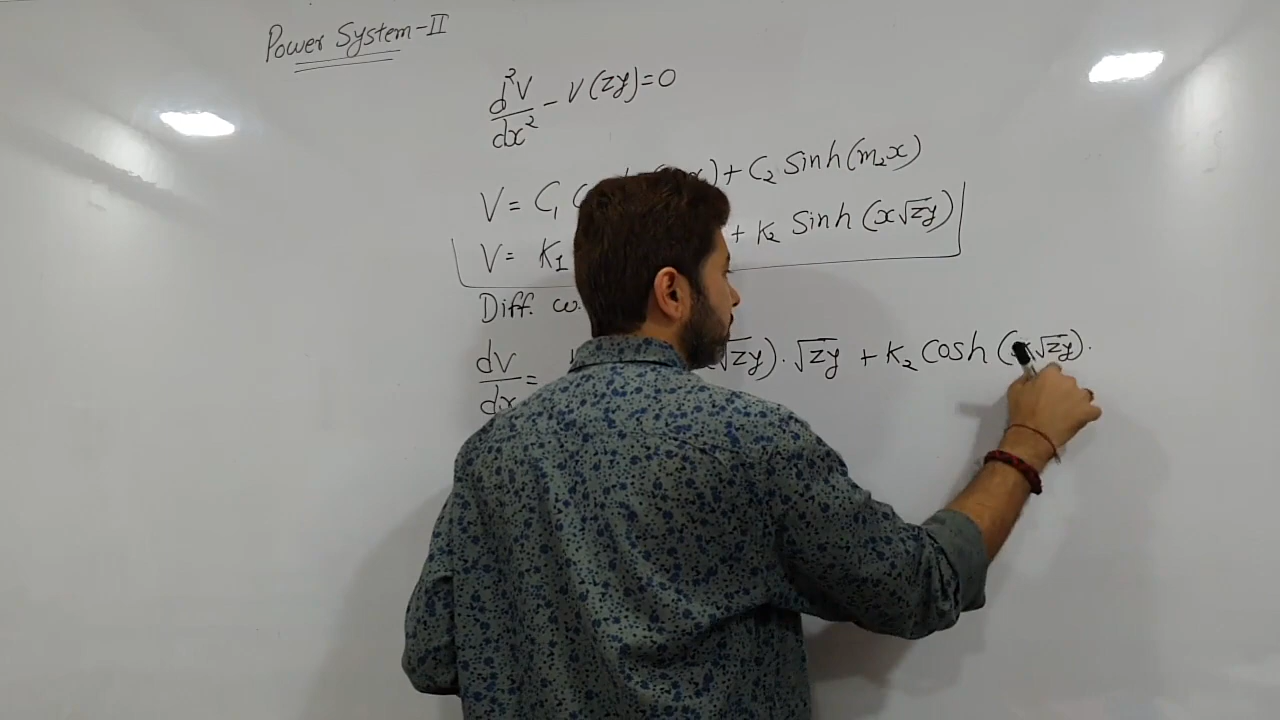 Power System-II
d²V/dx² - V(zy)=0
V = C₁ ) + C₂ Sinh(m₂x)
V = K₁ + K₂ Sinh(x√zy)
Diff. w.
dV/dx = √zy).√zy + K₂ Cosh(x√zy).